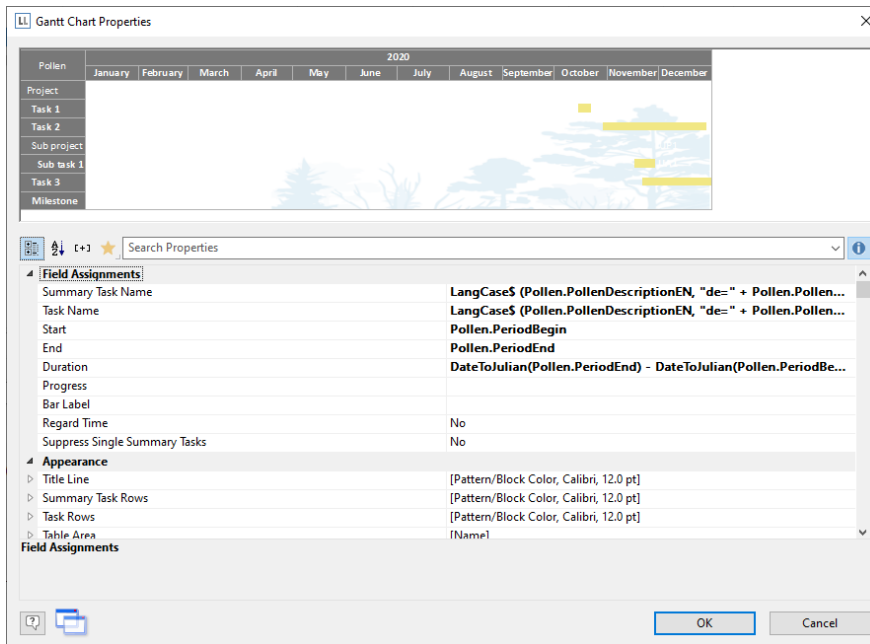 LL Gantt Chart Properties
Pollen
2020
January February March April May June July August September October November December
Project
Task 1
Task 2
Sub project
Sub task 1
Task 3
Milestone
[+] Search Properties
Field Assignments
Summary Task Name LangCase$ (Pollen.PollenDescriptionEN, "de=" + Pollen.Pollen...
Task Name LangCase$ (Pollen.PollenDescriptionEN, "de=" + Pollen.Pollen...
Start Pollen.PeriodBegin
End Pollen.PeriodEnd
Duration DateToJulian(Pollen.PeriodEnd) - DateToJulian(Pollen.PeriodBe...
Progress
Bar Label
Regard Time No
Suppress Single Summary Tasks No
Appearance
Title Line [Pattern/Block Color, Calibri, 12.0 pt]
Summary Task Rows [Pattern/Block Color, Calibri, 12.0 pt]
Task Rows [Pattern/Block Color, Calibri, 12.0 pt]
Table Area [Name]
Field Assignments
OK Cancel